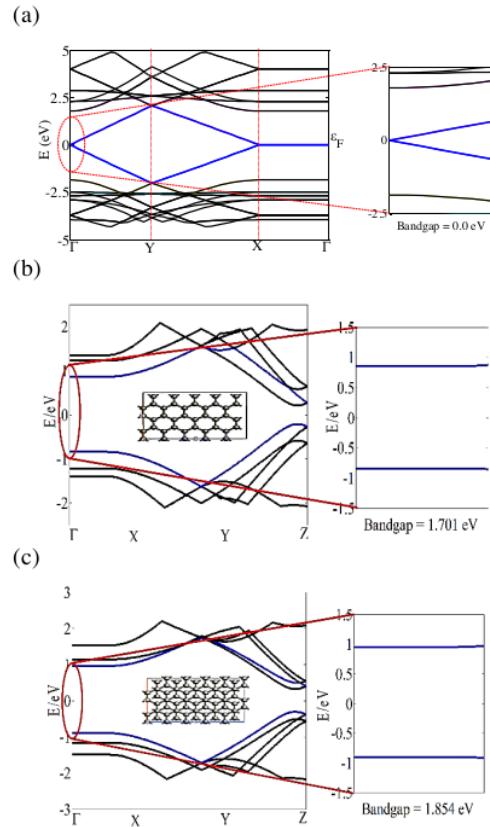 (a)
5
2.5
0
-2.5
-5
E (eV)
Γ
Y
X
Γ
εF
2.5
0
-2.5
Bandgap = 0.0 eV
(b)
2
1
0
-1
-2
E/eV
Γ
X
Y
Z
1.5
1
0.5
0
-0.5
-1
-1.5
E/eV
Bandgap = 1.701 eV
(c)
3
2
1
0
-1
-2
-3
E/eV
Γ
X
Y
Z
1.5
1
0.5
0
-0.5
-1
-1.5
E/eV
Bandgap = 1.854 eV